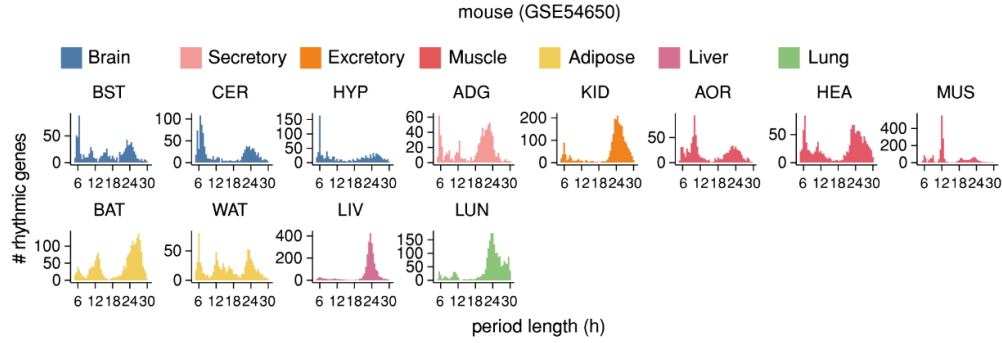 mouse (GSE54650)
Brain Secretory Excretory Muscle Adipose Liver Lung
BST CER HYP ADG KID AOR HEA MUS
50
0
6 12 18 24 30
100
50
0
6 12 18 24 30
150
100
50
0
6 12 18 24 30
60
40
20
0
6 12 18 24 30
200
100
0
6 12 18 24 30
50
0
6 12 18 24 30
50
0
6 12 18 24 30
400
200
0
6 12 18 24 30
# rhythmic genes
BAT WAT LIV LUN
100
50
0
6 12 18 24 30
50
0
6 12 18 24 30
400
200
0
6 12 18 24 30
150
100
50
0
6 12 18 24 30
period length (h)